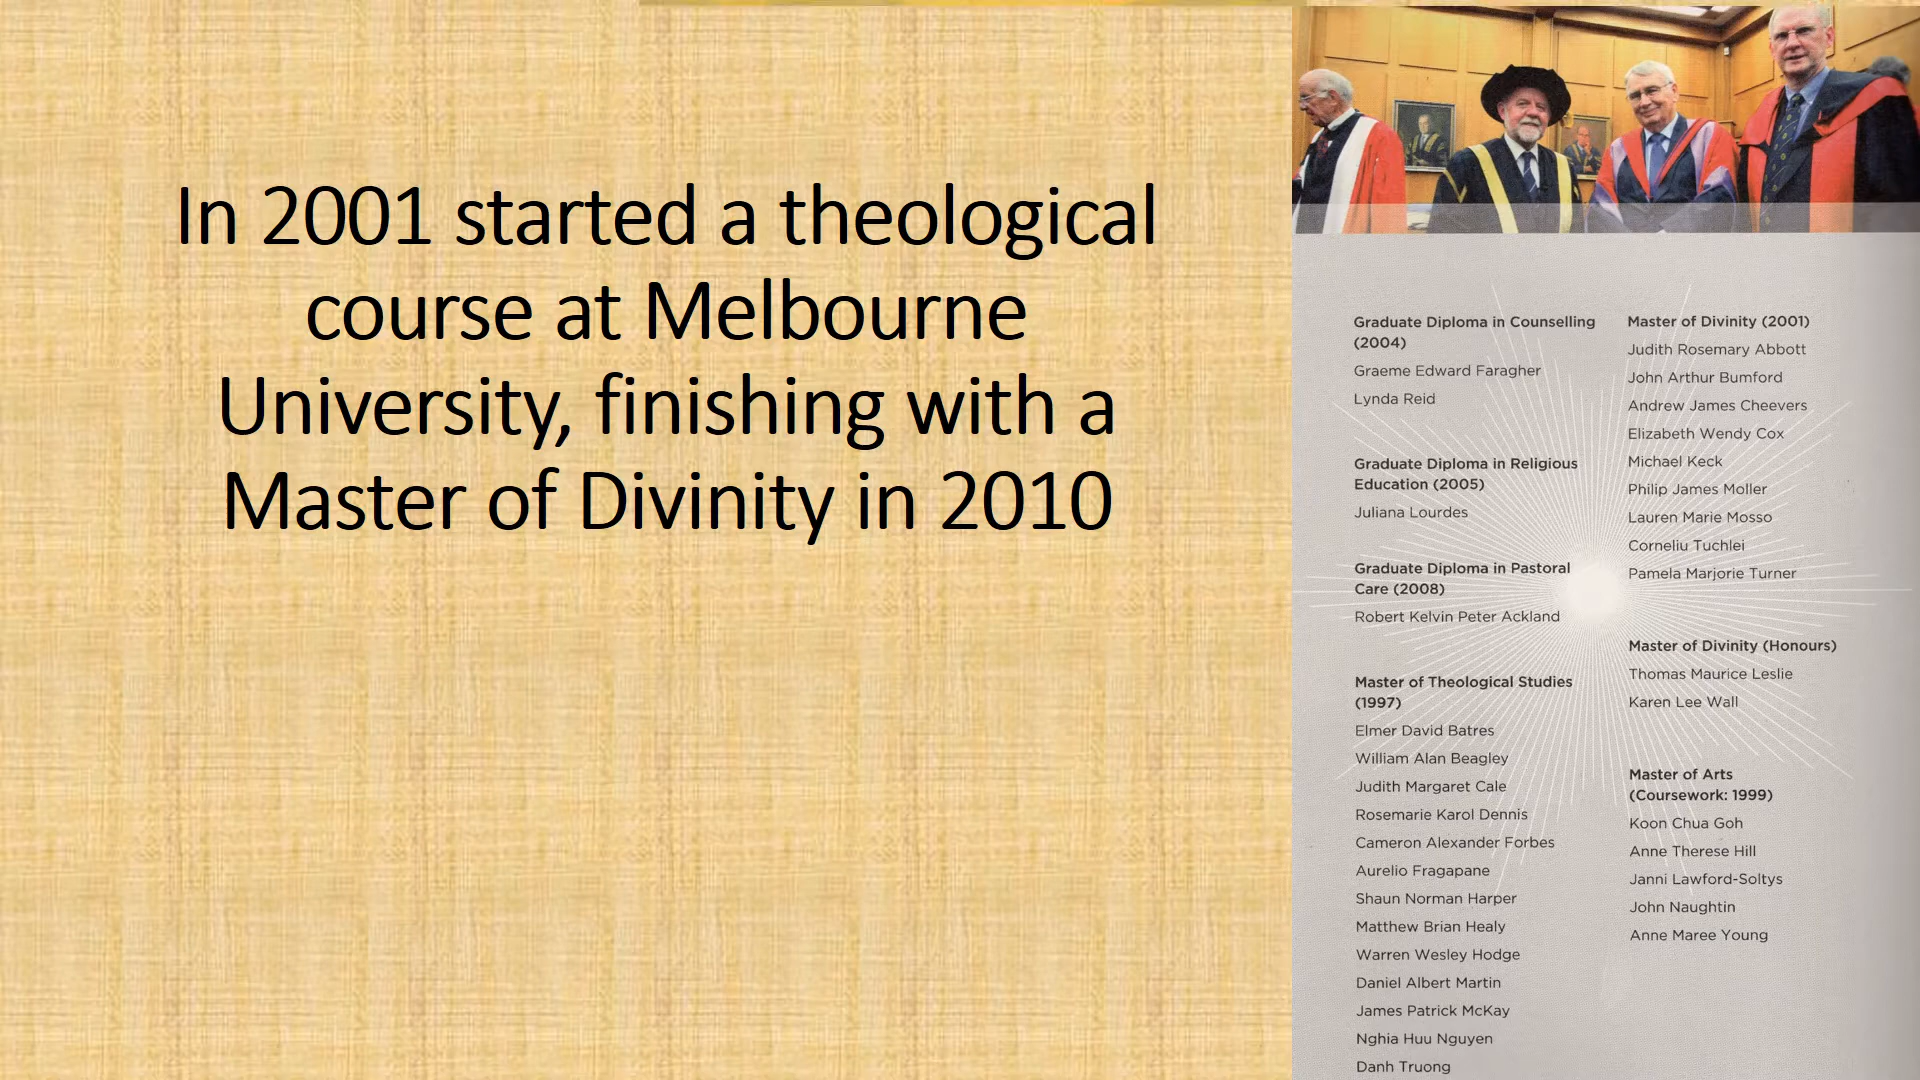 In 2001 started a theological
course at Melbourne
University, finishing with a
Master of Divinity in 2010
Graduate Diploma in Counselling
(2004)
Graeme Edward Faragher
Lynda Reid
Graduate Diploma in Religious
Education (2005)
Juliana Lourdes
Graduate Diploma in Pastoral
Care (2008)
Robert Kelvin Peter Ackland
Master of Theological Studies
(1997)
Elmer David Batres
William Alan Beagley
Judith Margaret Cale
Rosemarie Karol Dennis
Cameron Alexander Forbes
Aurelio Fragapane
Shaun Norman Harper
Matthew Brian Healy
Warren Wesley Hodge
Daniel Albert Martin
James Patrick McKay
Nghia Huu Nguyen
Danh Truong
Master of Divinity (2001)
Judith Rosemary Abbott
John Arthur Bumford
Andrew James Cheevers
Elizabeth Wendy Cox
Michael Keck
Philip James Moller
Lauren Marie Mosso
Corneliu Tuchlei
Pamela Marjorie Turner
Master of Divinity (Honours)
Thomas Maurice Leslie
Karen Lee Wall
Master of Arts
(Coursework: 1999)
Koon Chua Goh
Anne Therese Hill
Janni Lawford-Soltys
John Naughtin
Anne Maree Young